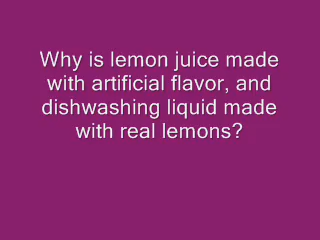 Why is lemon juice made
with artificial flavor, and
dishwashing liquid made
with real lemons?